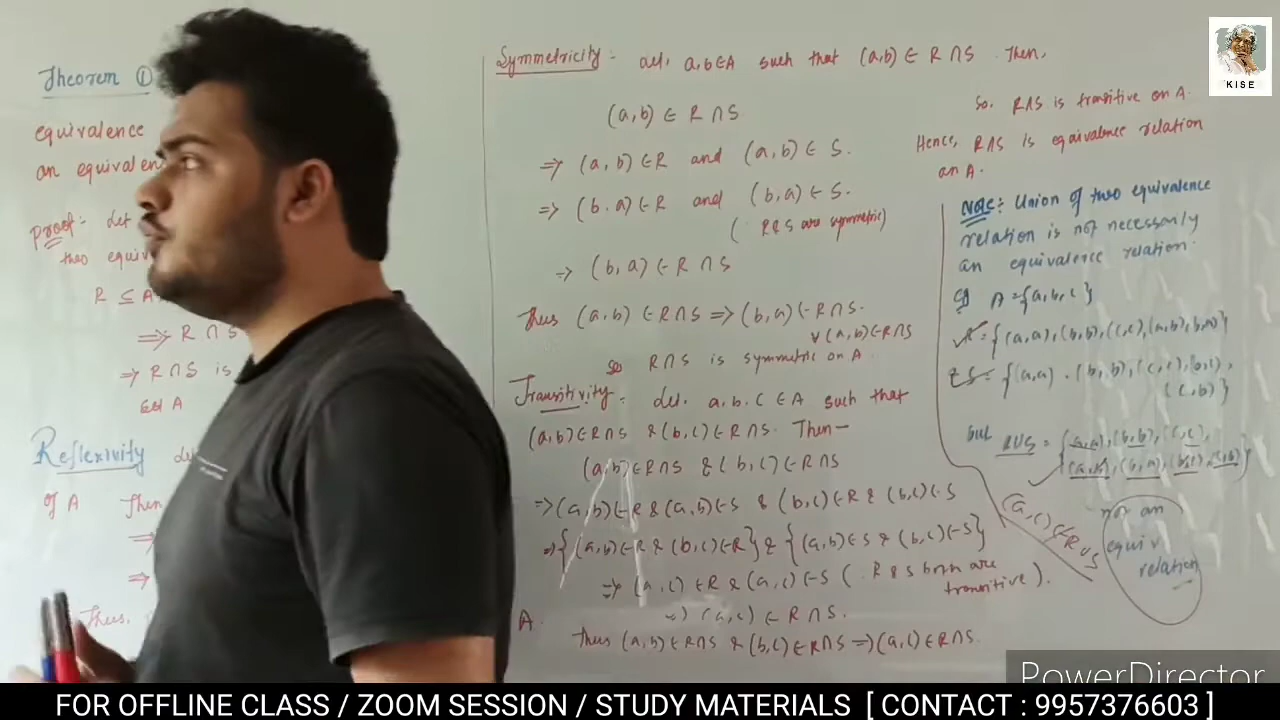 Theorem ①
equivalence
an equivalen
Proof:- Let
two equiv
R ⊆ A
⇒ R ∩ S
⇒ R∩S is
A
Reflexivity
of A Then
⇒
⇒
Thus,
Symmetricity:- Let, a,b∈A such that (a,b) ∈ R ∩ S. Then,
(a,b) ∈ R ∩ S
⇒ (a,b) ∈ R and (a,b) ∈ S.
⇒ (b,a) ∈ R and (b,a) ∈ S.
(∵ R & S are symmetric)
⇒ (b,a) ∈ R ∩ S
Thus (a,b) ∈ R∩S ⇒ (b,a) ∈ R∩S.
∀ (a,b) ∈ R∩S
so R∩S is symmetric on A.
Transitivity:- Let, a,b,c ∈ A such that
(a,b) ∈ R∩S & (b,c) ∈ R∩S. Then—
(a,b) ∈ R∩S & (b,c) ∈ R∩S
⇒ (a,b) ∈ R & (a,b) ∈ S & (b,c) ∈ R & (b,c) ∈ S
⇒ {(a,b) ∈ R & (b,c) ∈ R} & {(a,b) ∈ S & (b,c) ∈ S}
⇒ (a,c) ∈ R & (a,c) ∈ S (∵ R & S both are
transitive).
⇒ (a,c) ∈ R∩S.
A.
Thus (a,b) ∈ R∩S & (b,c) ∈ R∩S ⇒ (a,c) ∈ R∩S.
So, R∩S is transitive on A.
Hence, R∩S is equivalence relation
on A.
Note:- Union of two equivalence
relation is not necessarily
an equivalence relation.
eg A = {a,b,c}
= {(a,a), (b,b), (c,c), (a,b), (b,a)}
& S = {(a,a), (b,b), (c,c), (b,c),
(c,b)}
but R∪S = {(a,a), (b,b), (c,c),
(a,b), (b,a), (b,c), (c,b)}
(a,c) ∉ R∪S
not an
equiv
relation
KISE
PowerDirector
FOR OFFLINE CLASS / ZOOM SESSION / STUDY MATERIALS [ CONTACT : 9957376603 ]